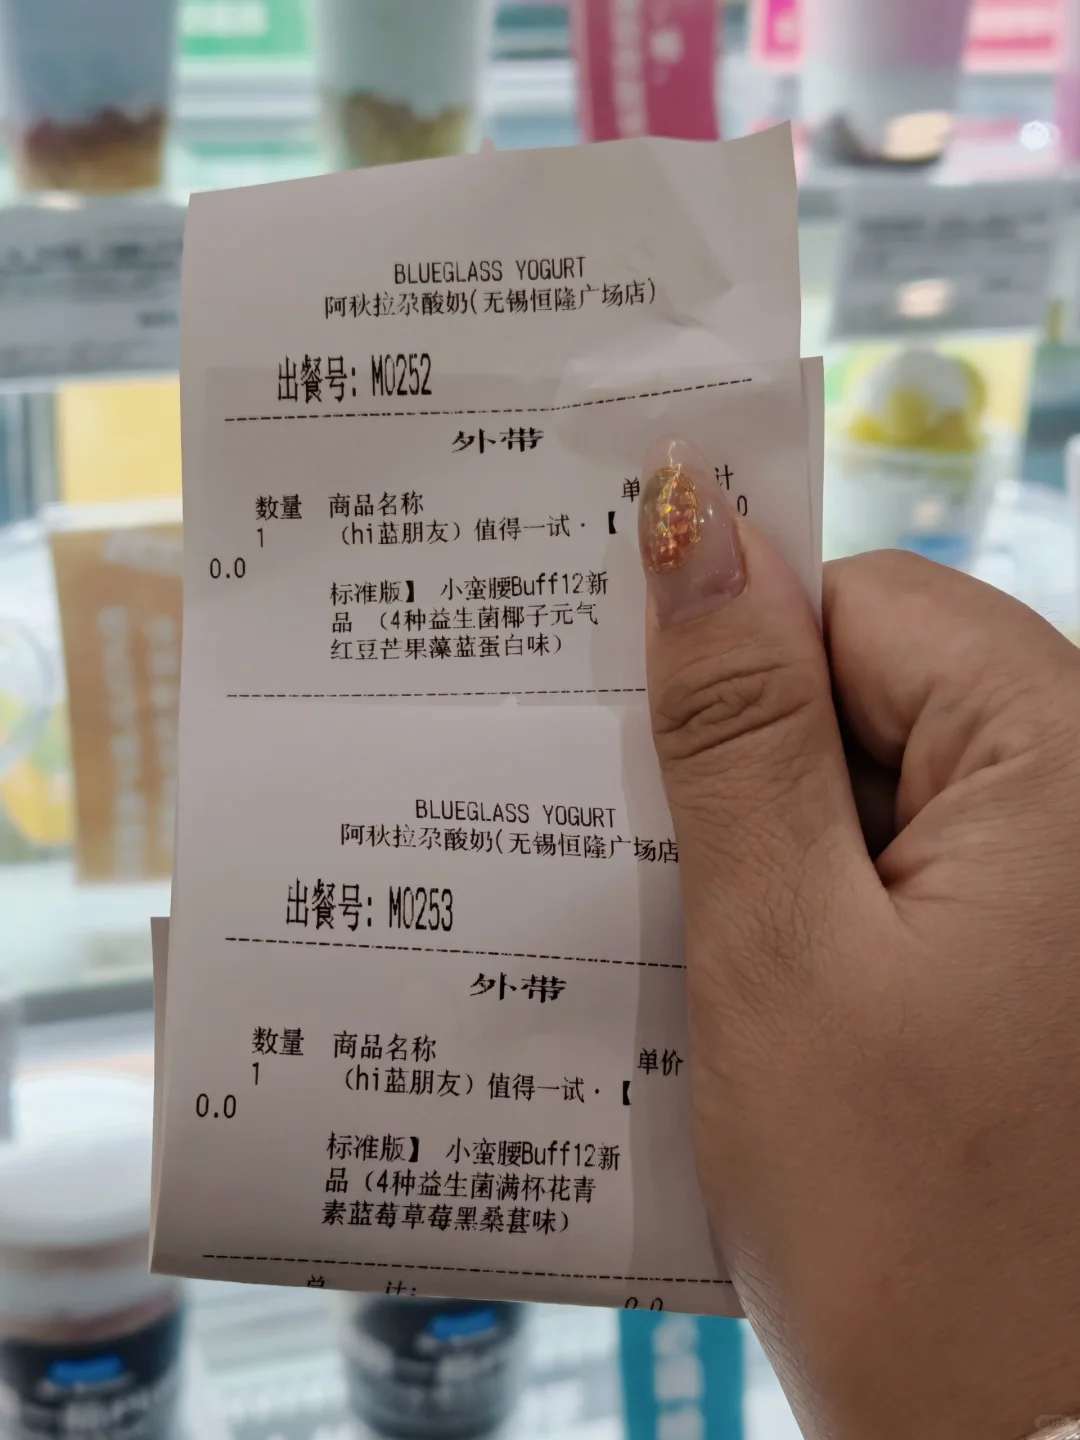 BLUEGLASS YOGURT
阿秋拉尕酸奶(无锡恒隆广场店)
出餐号: M0252
外带
数量 商品名称 单 计
1 (hi蓝朋友)值得一试·【 0
0.0
标准版】 小蛮腰Buff12新
品 (4种益生菌椰子元气
红豆芒果藻蓝蛋白味)
BLUEGLASS YOGURT
阿秋拉尕酸奶(无锡恒隆广场店
出餐号: M0253
外带
数量 商品名称 单价
1 (hi蓝朋友)值得一试·【
0.0
标准版】 小蛮腰Buff12新
品 (4种益生菌满杯花青
素蓝莓草莓黑桑葚味)
总 计: 0.0